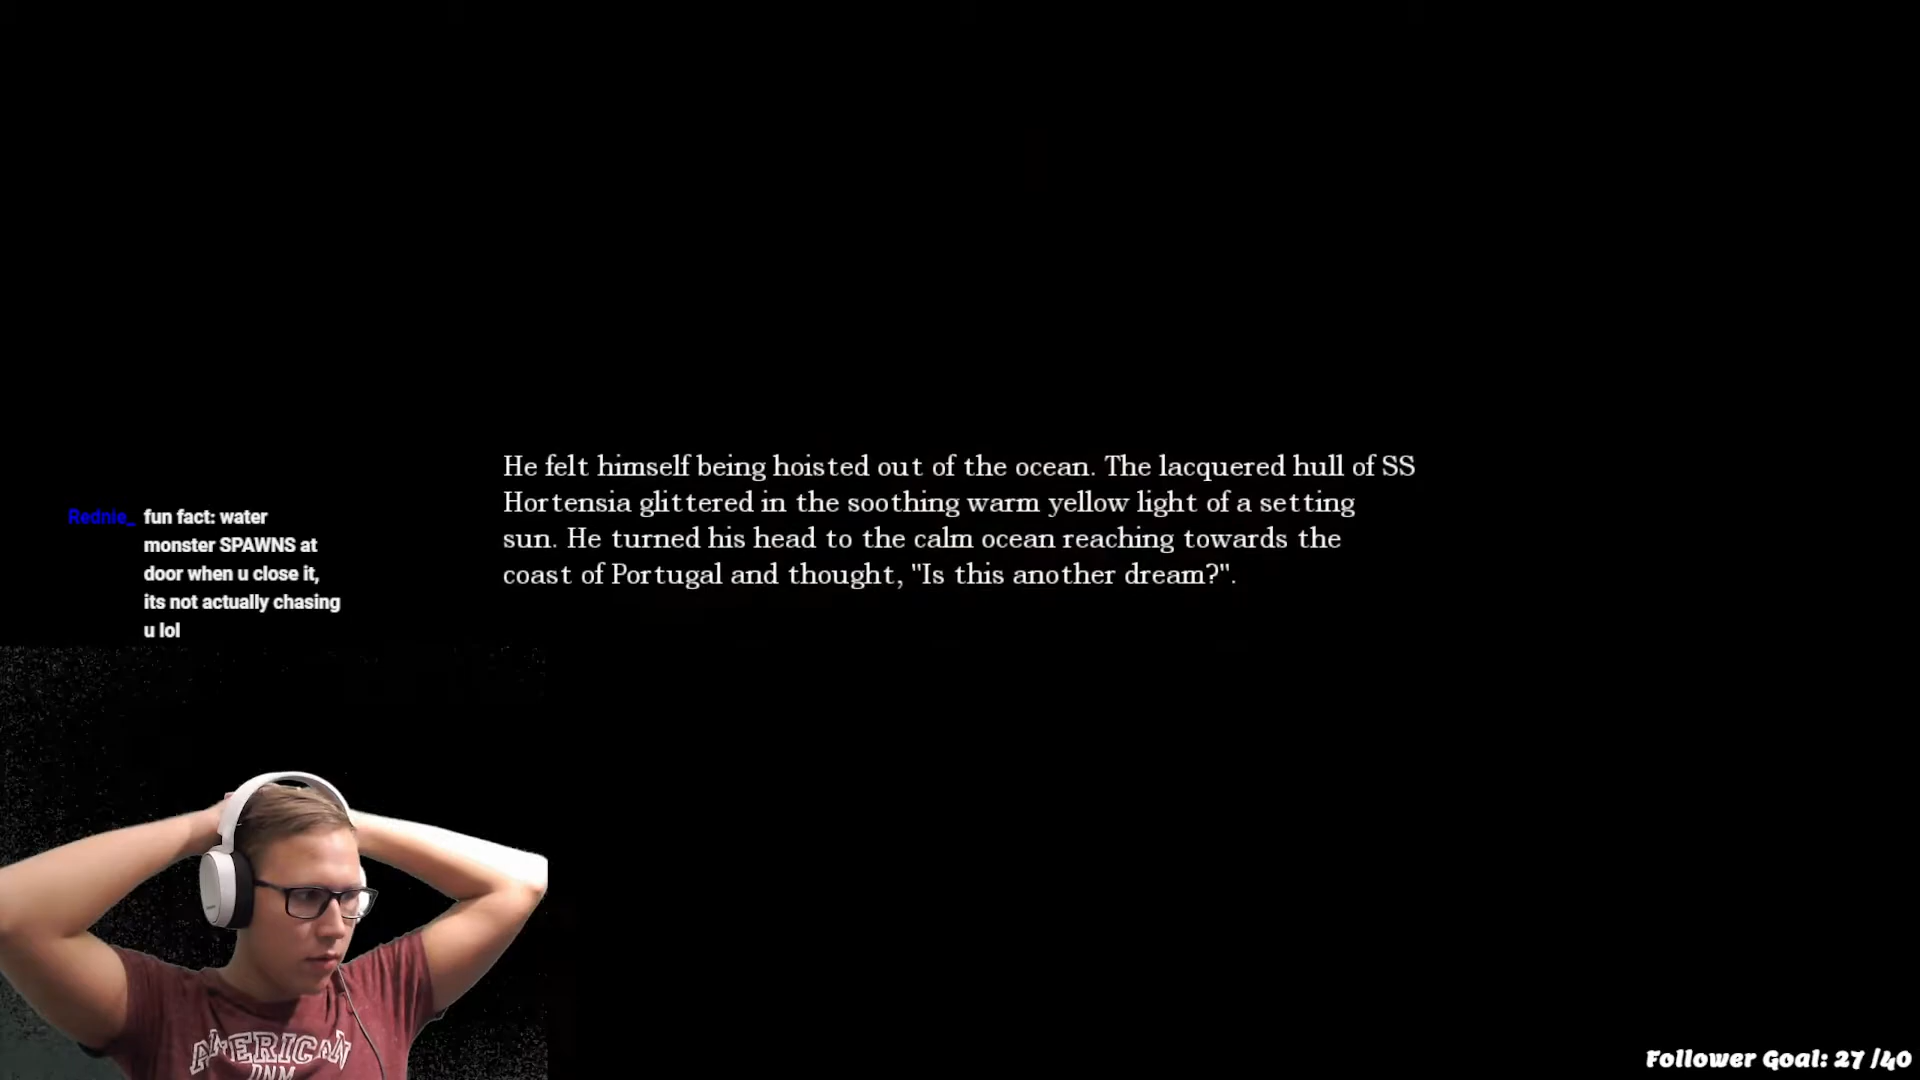 He felt himself being hoisted out of the ocean. The lacquered hull of SS
Hortensia glittered in the soothing warm yellow light of a setting
sun. He turned his head to the calm ocean reaching towards the
coast of Portugal and thought, "Is this another dream?".
Rednie_ fun fact: water
monster SPAWNS at
door when u close it,
its not actually chasing
u lol
AMERICAN
DNM
Follower Goal: 27 /40